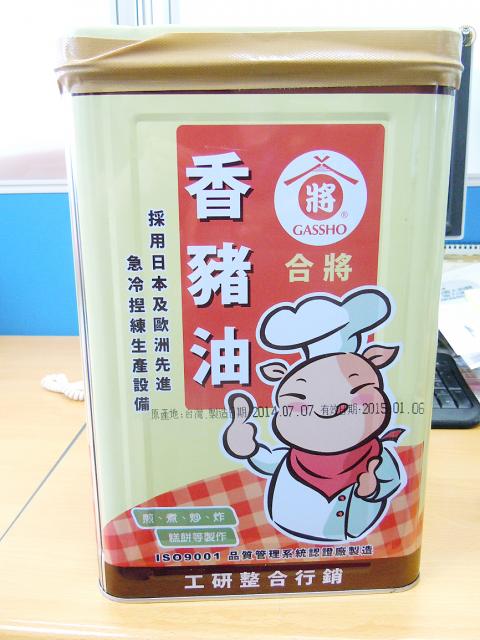 香豬油
將®
GASSHO
合將
採用日本及歐洲先進
急冷捏練生產設備
原產地:台灣 製造日期:2014.07.07 有效日期:2015.01.06
煎、煮、炒、炸
糕餅等製作
ISO9001 品質管理系統認證廠製造
工研整合行銷